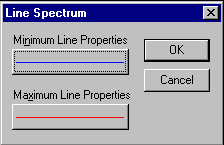 Line Spectrum
Minimum Line Properties
OK
Cancel
Maximum Line Properties